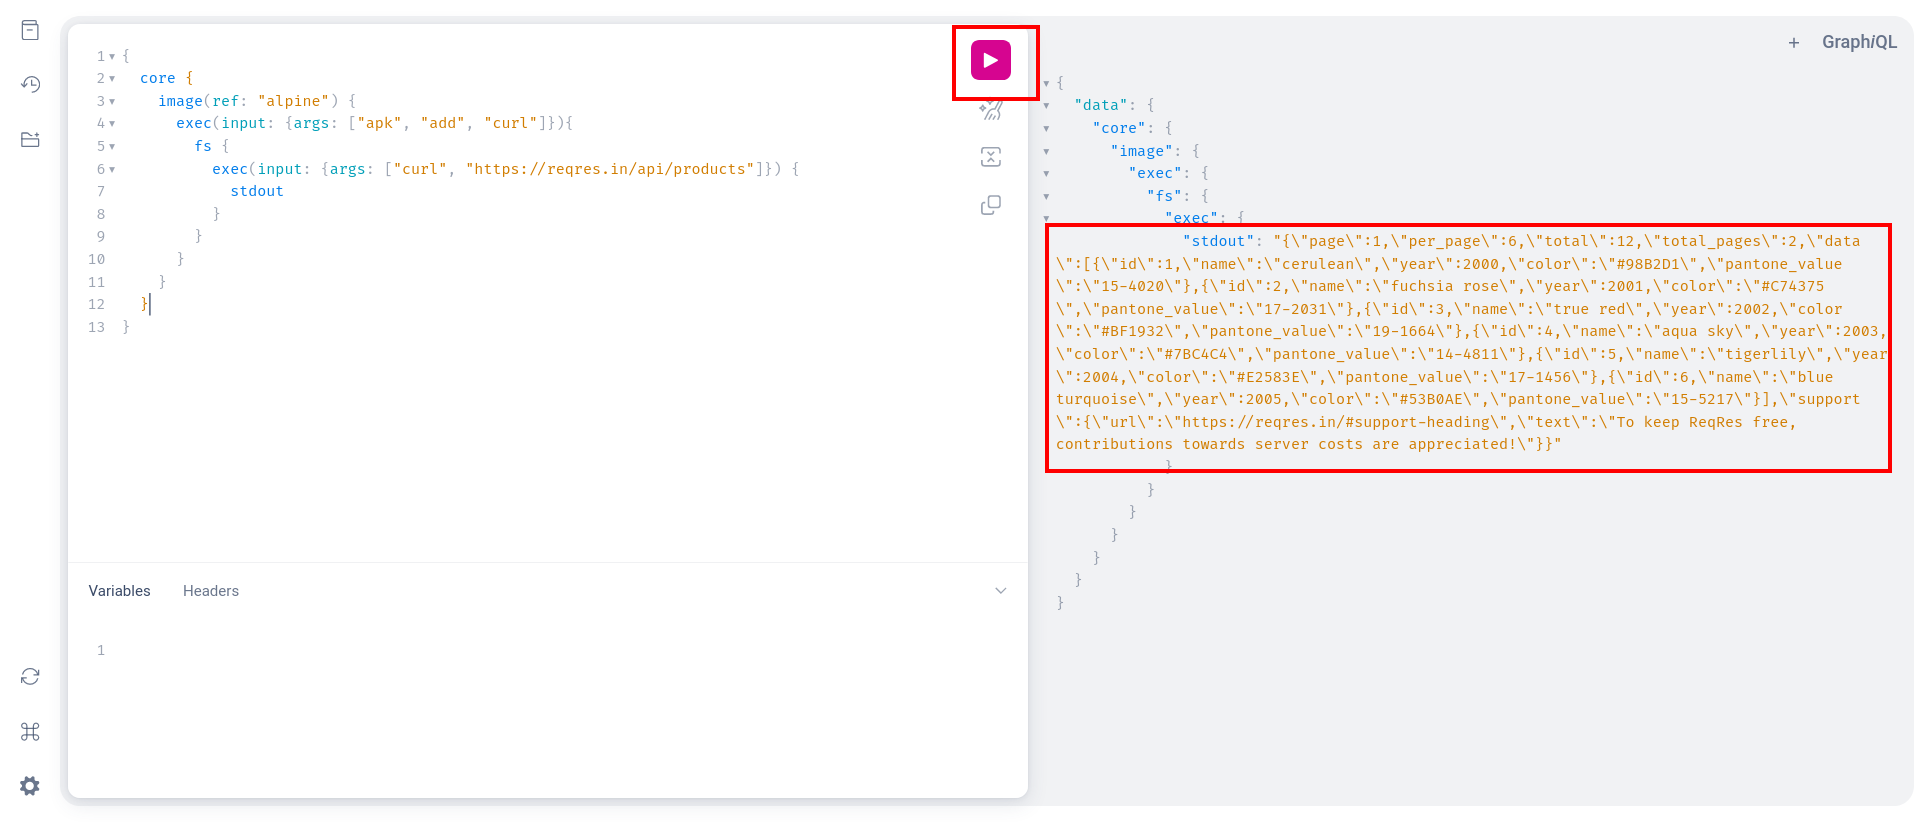 1 {
2   core {
3     image(ref: "alpine") {
4       exec(input: {args: ["apk", "add", "curl"]}){
5         fs {
6           exec(input: {args: ["curl", "https://reqres.in/api/products"]}) {
7             stdout
8           }
9         }
10       }
11     }
12   }
13 }
Variables Headers
1
+ GraphiQL
{
  "data": {
    "core": {
      "image": {
        "exec": {
          "fs": {
            "exec": {
              "stdout": "{\"page\":1,\"per_page\":6,\"total\":12,\"total_pages\":2,\"data
\":[{\"id\":1,\"name\":\"cerulean\",\"year\":2000,\"color\":\"#98B2D1\",\"pantone_value
\":\"15-4020\"},{\"id\":2,\"name\":\"fuchsia rose\",\"year\":2001,\"color\":\"#C74375
\",\"pantone_value\":\"17-2031\"},{\"id\":3,\"name\":\"true red\",\"year\":2002,\"color
\":\"#BF1932\",\"pantone_value\":\"19-1664\"},{\"id\":4,\"name\":\"aqua sky\",\"year\":2003,
\"color\":\"#7BC4C4\",\"pantone_value\":\"14-4811\"},{\"id\":5,\"name\":\"tigerlily\",\"year
\":2004,\"color\":\"#E2583E\",\"pantone_value\":\"17-1456\"},{\"id\":6,\"name\":\"blue
turquoise\",\"year\":2005,\"color\":\"#53B0AE\",\"pantone_value\":\"15-5217\"}],\"support
\":{\"url\":\"https://reqres.in/#support-heading\",\"text\":\"To keep ReqRes free,
contributions towards server costs are appreciated!\"}}"
            }
          }
        }
      }
    }
  }
}